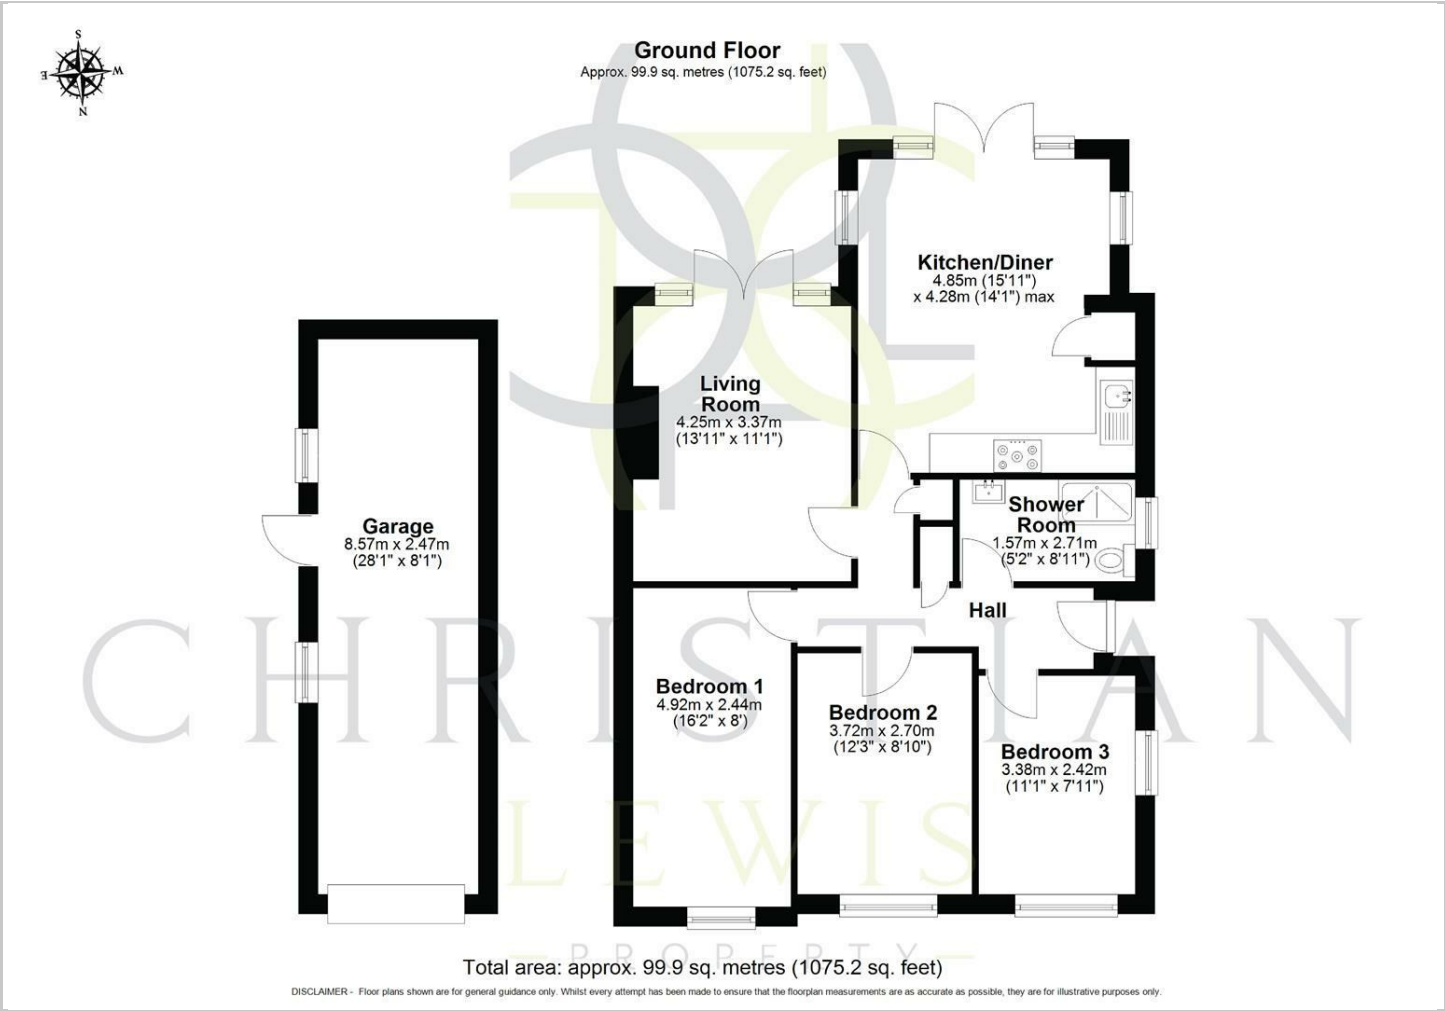 S
E W
N
Ground Floor
Approx. 99.9 sq. metres (1075.2 sq. feet)
Kitchen/Diner
4.85m (15'11")
x 4.28m (14'1") max
Living
Room
4.25m x 3.37m
(13'11" x 11'1")
Garage
8.57m x 2.47m
(28'1" x 8'1")
Shower
Room
1.57m x 2.71m
(5'2" x 8'11")
Hall
CHRISTIAN
Bedroom 1
4.92m x 2.44m
(16'2" x 8')
Bedroom 2
3.72m x 2.70m
(12'3" x 8'10")
Bedroom 3
3.38m x 2.42m
(11'1" x 7'11")
LEWIS
PROPERTY
Total area: approx. 99.9 sq. metres (1075.2 sq. feet)
DISCLAIMER - Floor plans shown are for general guidance only. Whilst every attempt has been made to ensure that the floorplan measurements are as accurate as possible, they are for illustrative purposes only.